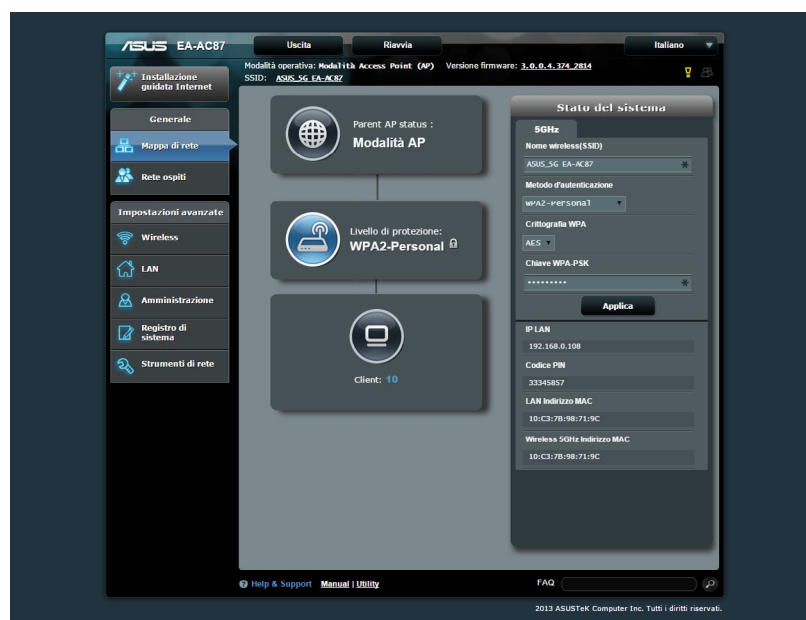 ASUS EA-AC87
Uscita
Riavvia
Italiano
Modalità operativa: Modalità Access Point (AP) Versione firmware: 3.0.0.4.374_2814
SSID: ASUS_5G_EA-AC87
Installazione
guidata Internet
Generale
Mappa di rete
Rete ospiti
Impostazioni avanzate
Wireless
LAN
Amministrazione
Registro di
sistema
Strumenti di rete
Parent AP status :
Modalità AP
Livello di protezione:
WPA2-Personal
Client: 10
Stato del sistema
5GHz
Nome wireless(SSID)
ASUS_5G_EA-AC87
Metodo d'autenticazione
WPA2-Personal
Crittografia WPA
AES
Chiave WPA-PSK
·········
Applica
IP LAN
192.168.0.108
Codice PIN
33345857
LAN Indirizzo MAC
10:C3:7B:98:71:9C
Wireless 5GHz Indirizzo MAC
10:C3:7B:98:71:9C
Help & Support Manual | Utility
FAQ
2013 ASUSTeK Computer Inc. Tutti i diritti riservati.